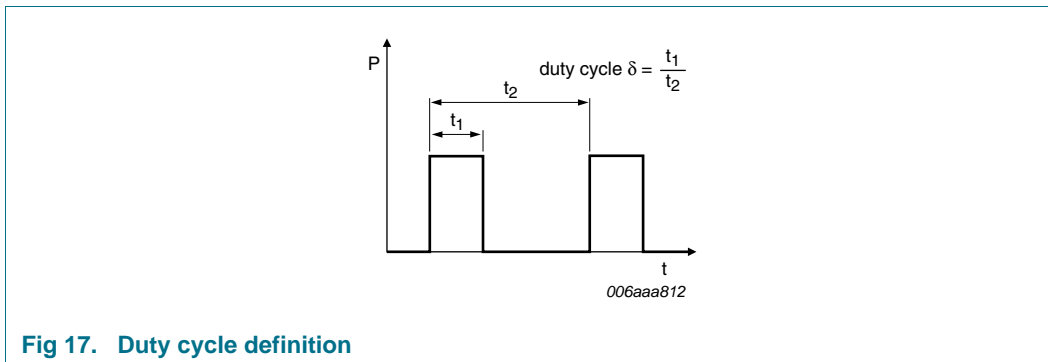 P
duty cycle δ = t1
t2
t2
t1
t
006aaa812
Fig 17. Duty cycle definition